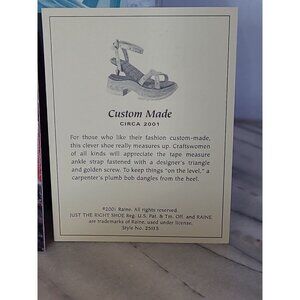 Custom Made
CIRCA 2001
For those who like their fashion custom-made,
this clever shoe really measures up. Craftswomen
of all kinds will appreciate the tape measure
ankle strap fastened with a designer's triangle
and golden screw. To keep things "on the level," a
carpenter's plumb bob dangles from the heel.
©2001 Raine. All rights reserved.
JUST THE RIGHT SHOE Reg. U.S. Pat. & Tm. Off. and RAINE
are trademarks of Raine, used under license.
Style No. 25115